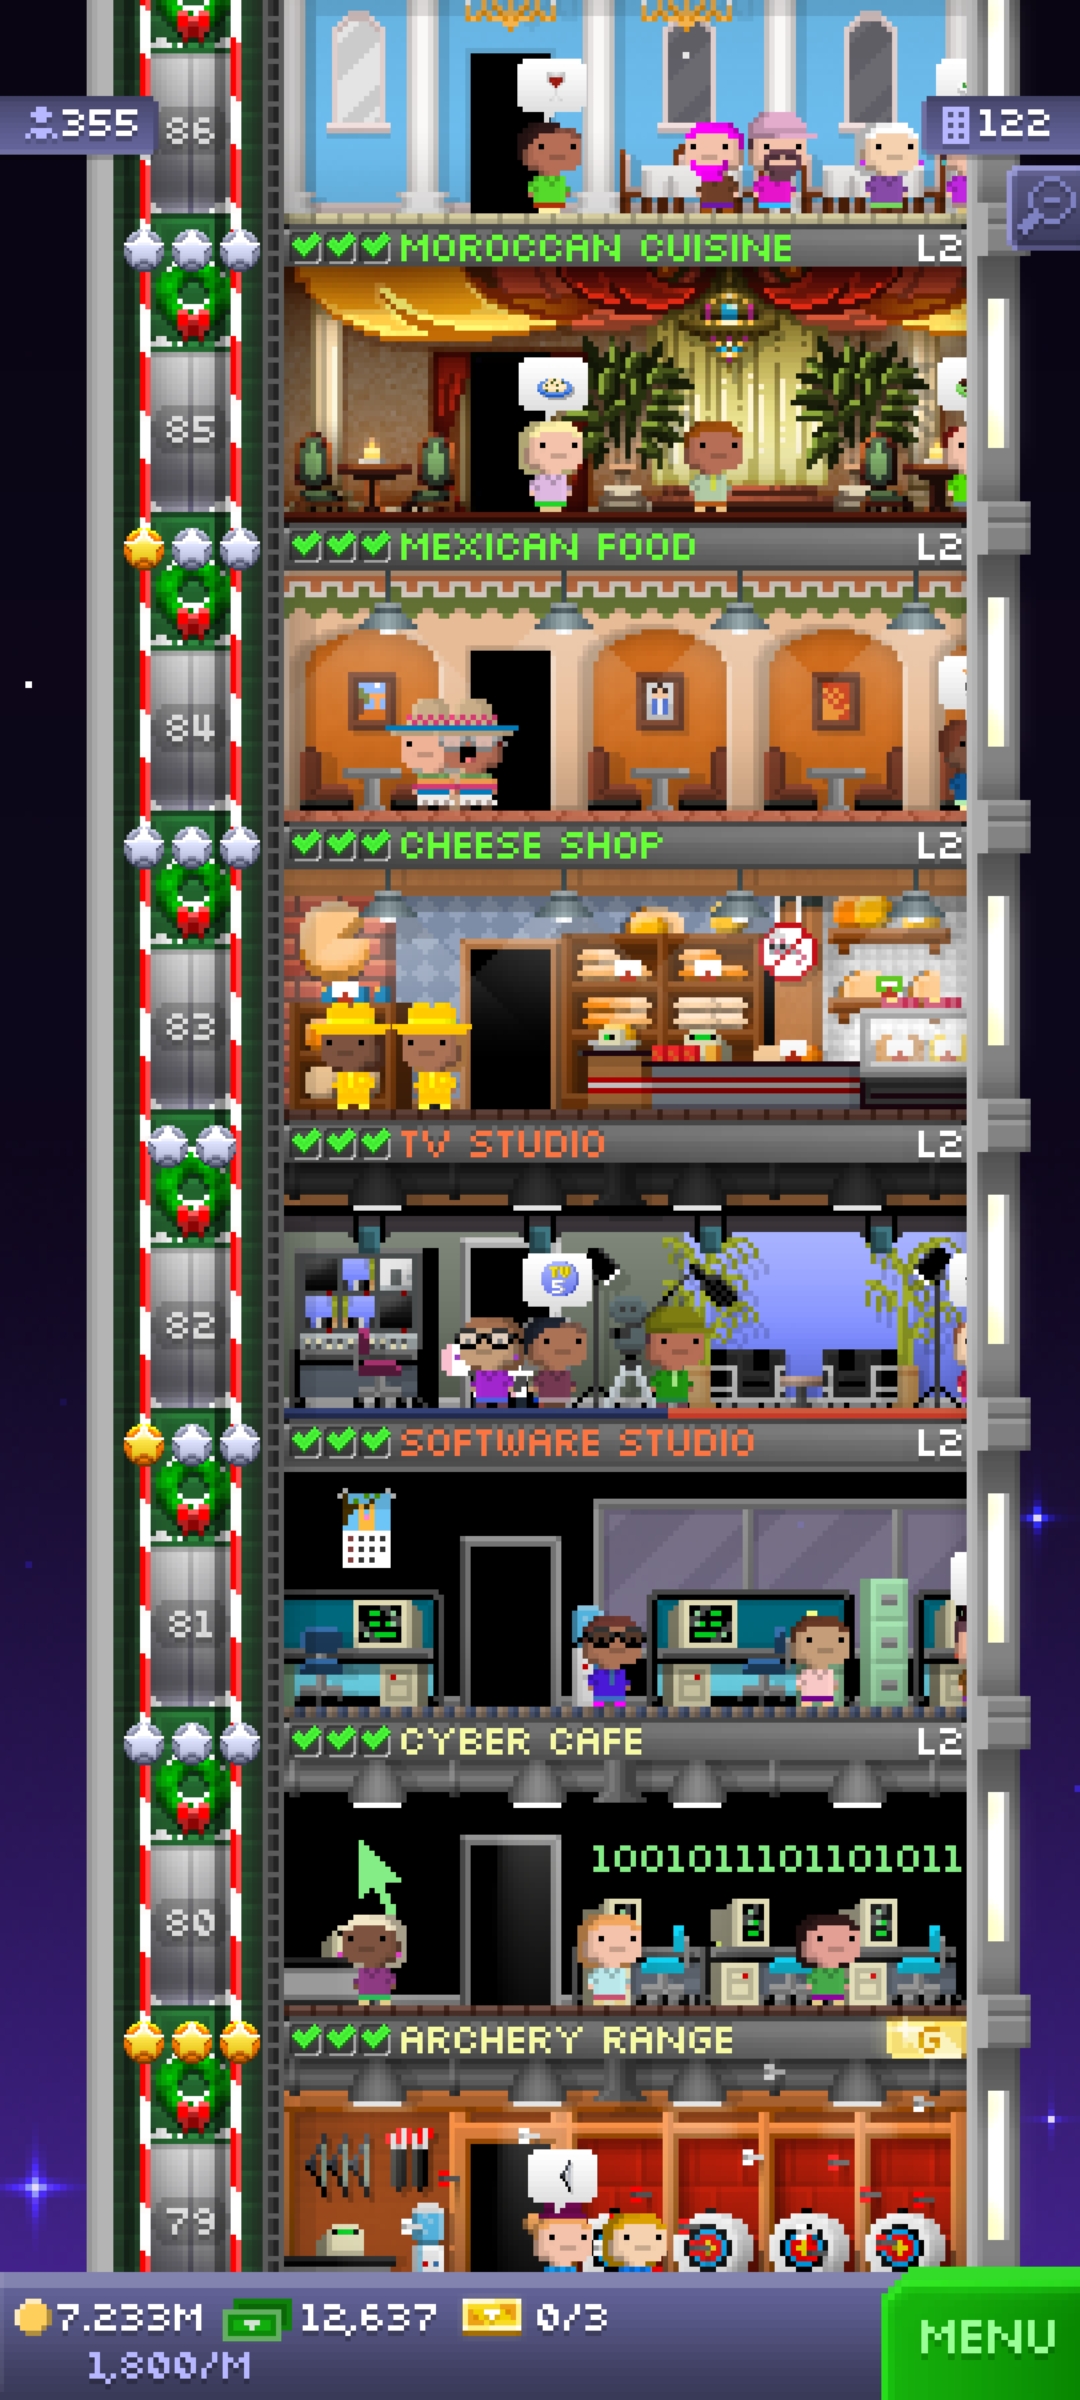 86
355
122
MOROCCAN CUISINE L2
85
MEXICAN FOOD L2
84
CHEESE SHOP L2
83
TV STUDIO L2
TV
5
82
SOFTWARE STUDIO L2
81
CYBER CAFE L2
1001011101101011
80
ARCHERY RANGE G
79
7.233M 12,637 0/3
1,800/M
MENU